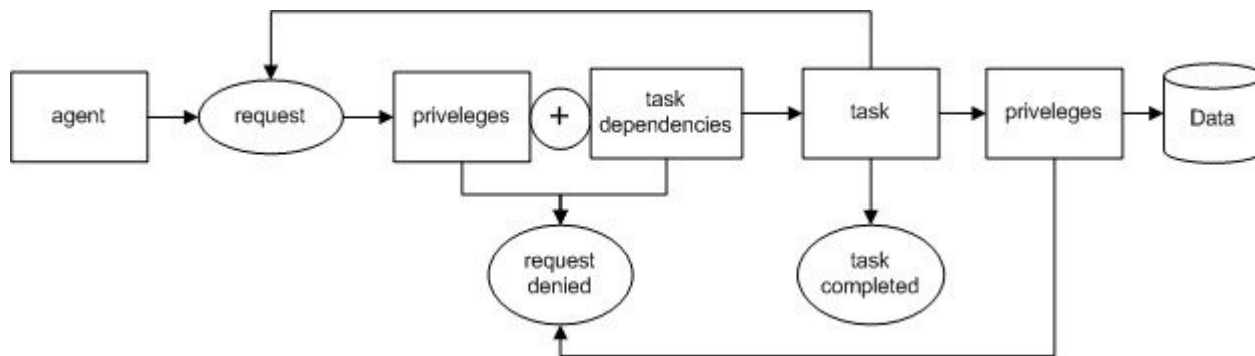 agent
request
priveleges
+
task
dependencies
task
priveleges
Data
request
denied
task
completed